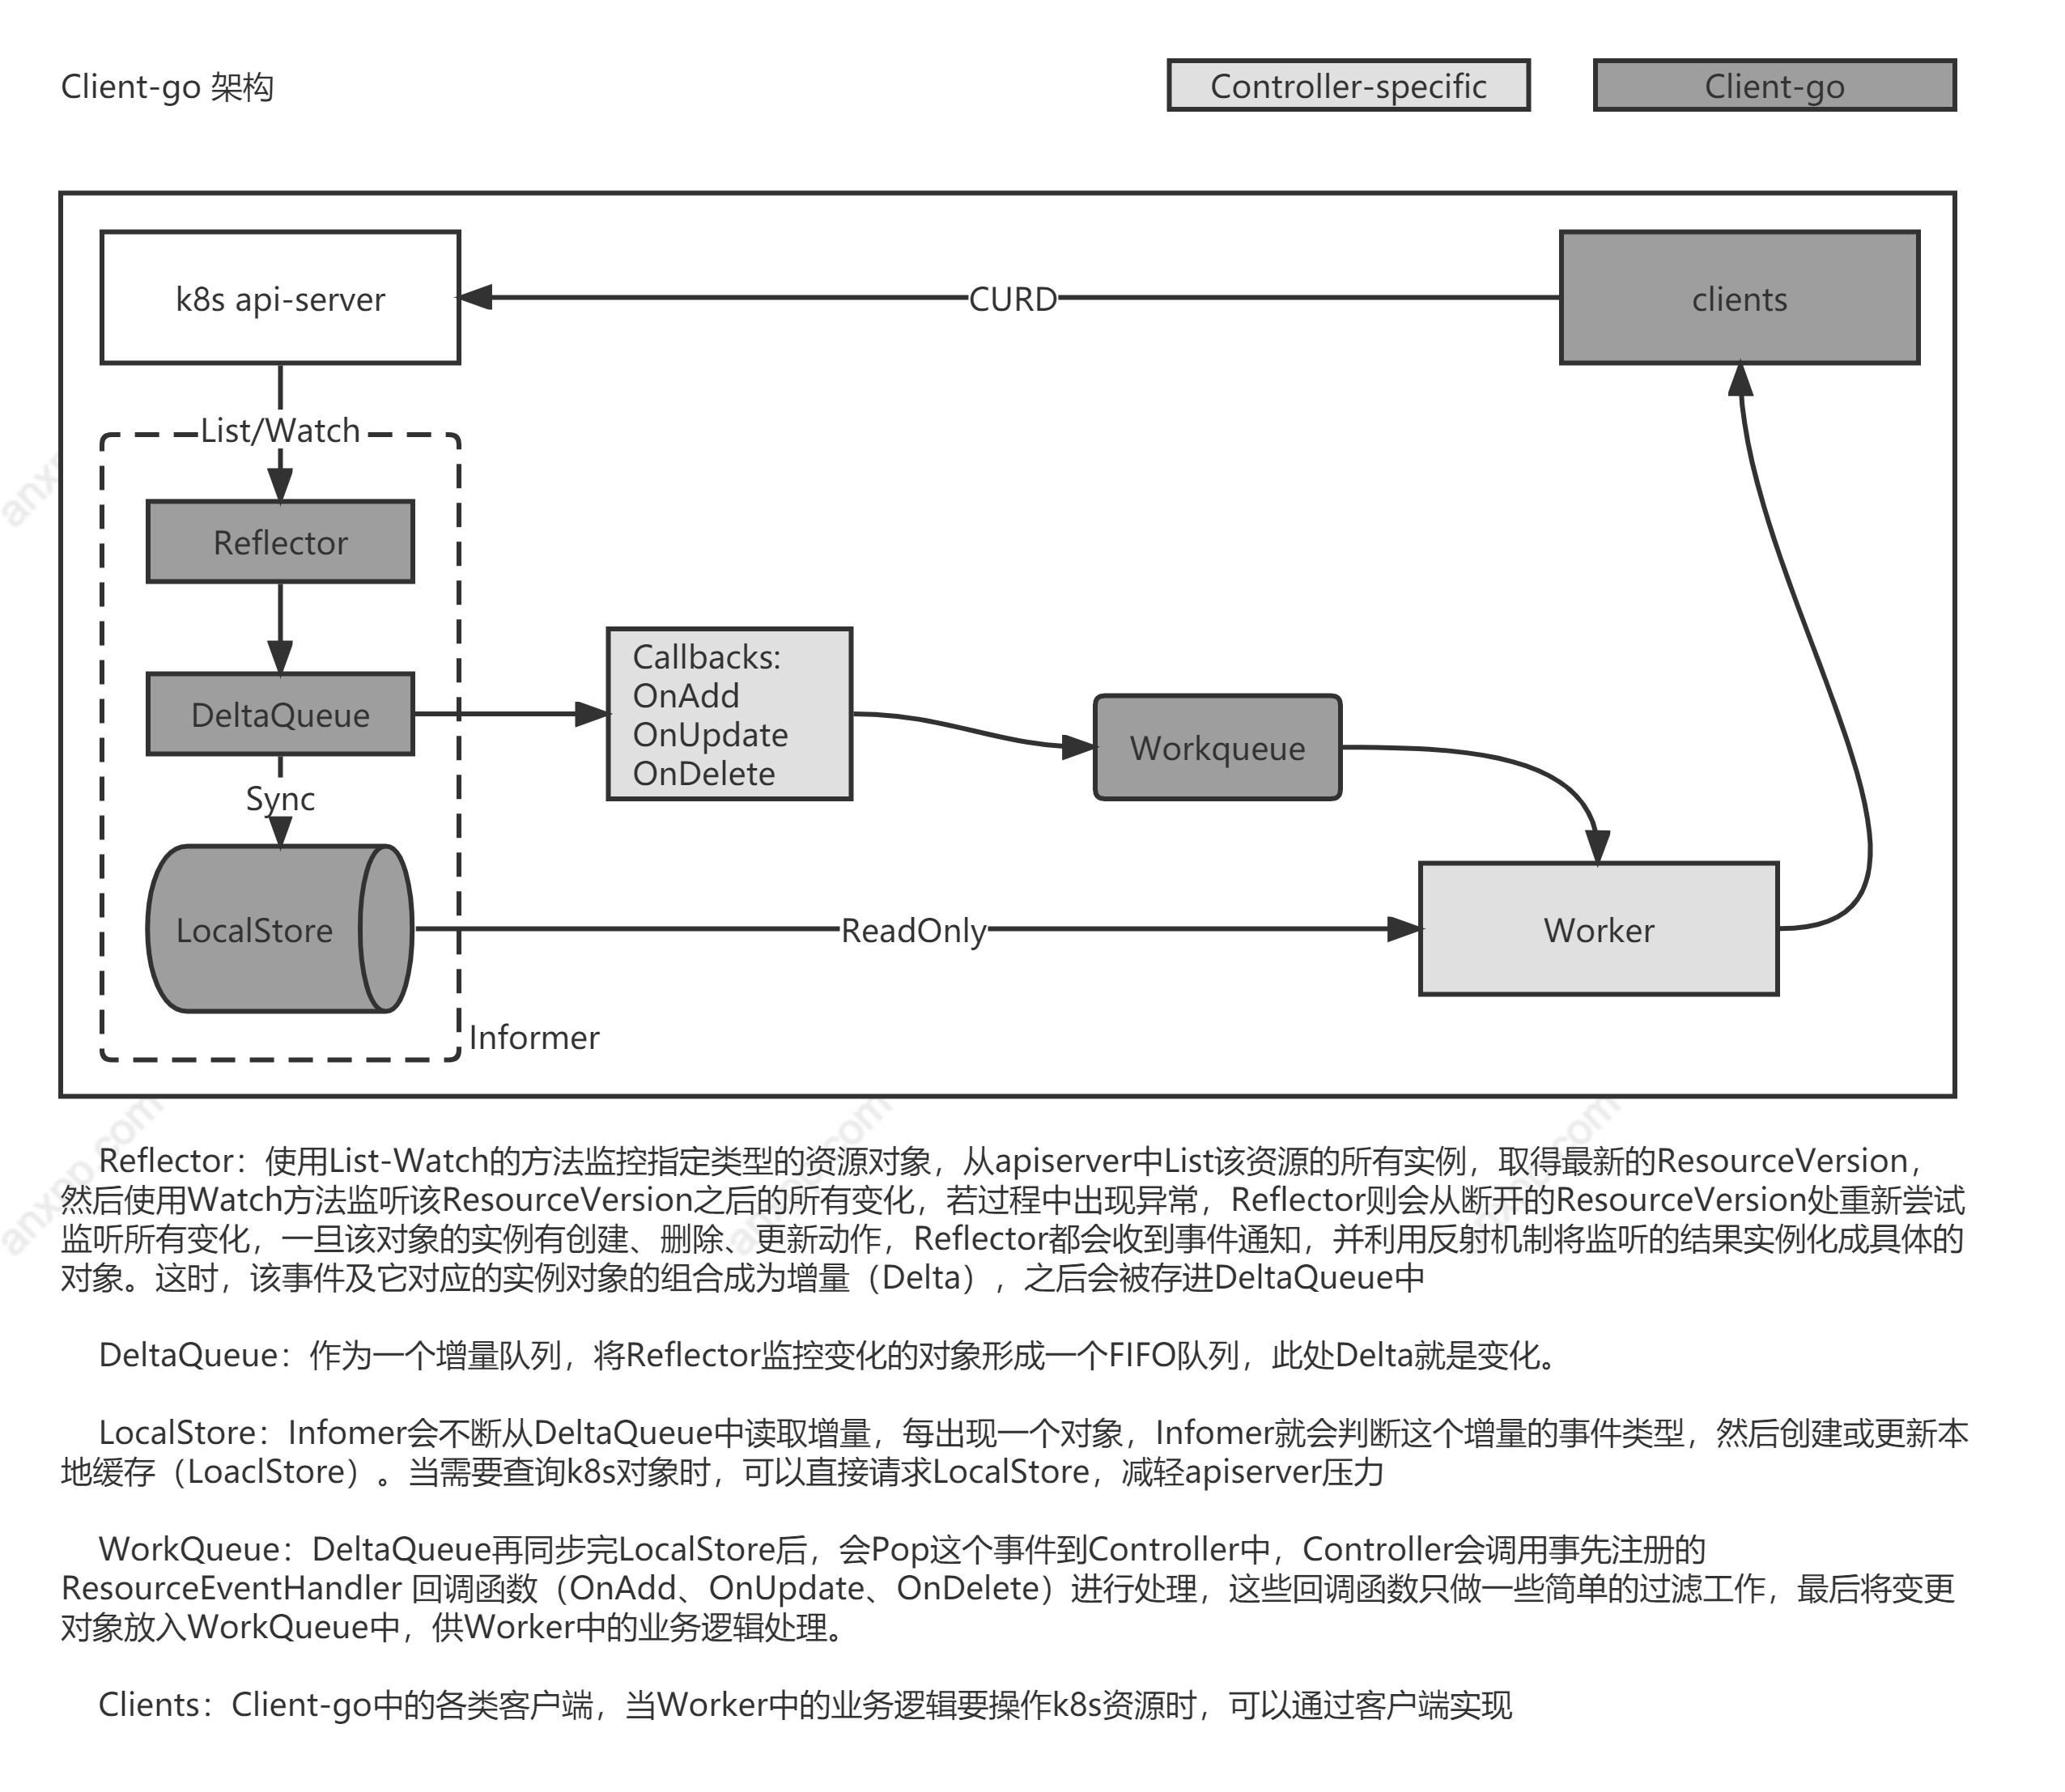 Client-go 架构
Controller-specific
Client-go
k8s api-server
CURD
clients
List/Watch
Reflector
DeltaQueue
Callbacks:
OnAdd
OnUpdate
OnDelete
Workqueue
Sync
LocalStore
ReadOnly
Worker
Informer
Reflector：使用List-Watch的方法监控指定类型的资源对象，从apiserver中List该资源的所有实例，取得最新的ResourceVersion，
然后使用Watch方法监听该ResourceVersion之后的所有变化，若过程中出现异常，Reflector则会从断开的ResourceVersion处重新尝试
监听所有变化，一旦该对象的实例有创建、删除、更新动作，Reflector都会收到事件通知，并利用反射机制将监听的结果实例化成具体的
对象。这时，该事件及它对应的实例对象的组合成为增量（Delta），之后会被存进DeltaQueue中
DeltaQueue：作为一个增量队列，将Reflector监控变化的对象形成一个FIFO队列，此处Delta就是变化。
LocalStore：Infomer会不断从DeltaQueue中读取增量，每出现一个对象，Infomer就会判断这个增量的事件类型，然后创建或更新本
地缓存（LoaclStore）。当需要查询k8s对象时，可以直接请求LocalStore，减轻apiserver压力
WorkQueue：DeltaQueue再同步完LocalStore后，会Pop这个事件到Controller中，Controller会调用事先注册的
ResourceEventHandler 回调函数（OnAdd、OnUpdate、OnDelete）进行处理，这些回调函数只做一些简单的过滤工作，最后将变更
对象放入WorkQueue中，供Worker中的业务逻辑处理。
Clients：Client-go中的各类客户端，当Worker中的业务逻辑要操作k8s资源时，可以通过客户端实现
anxpp.com
anxpp.com
anxpp.com